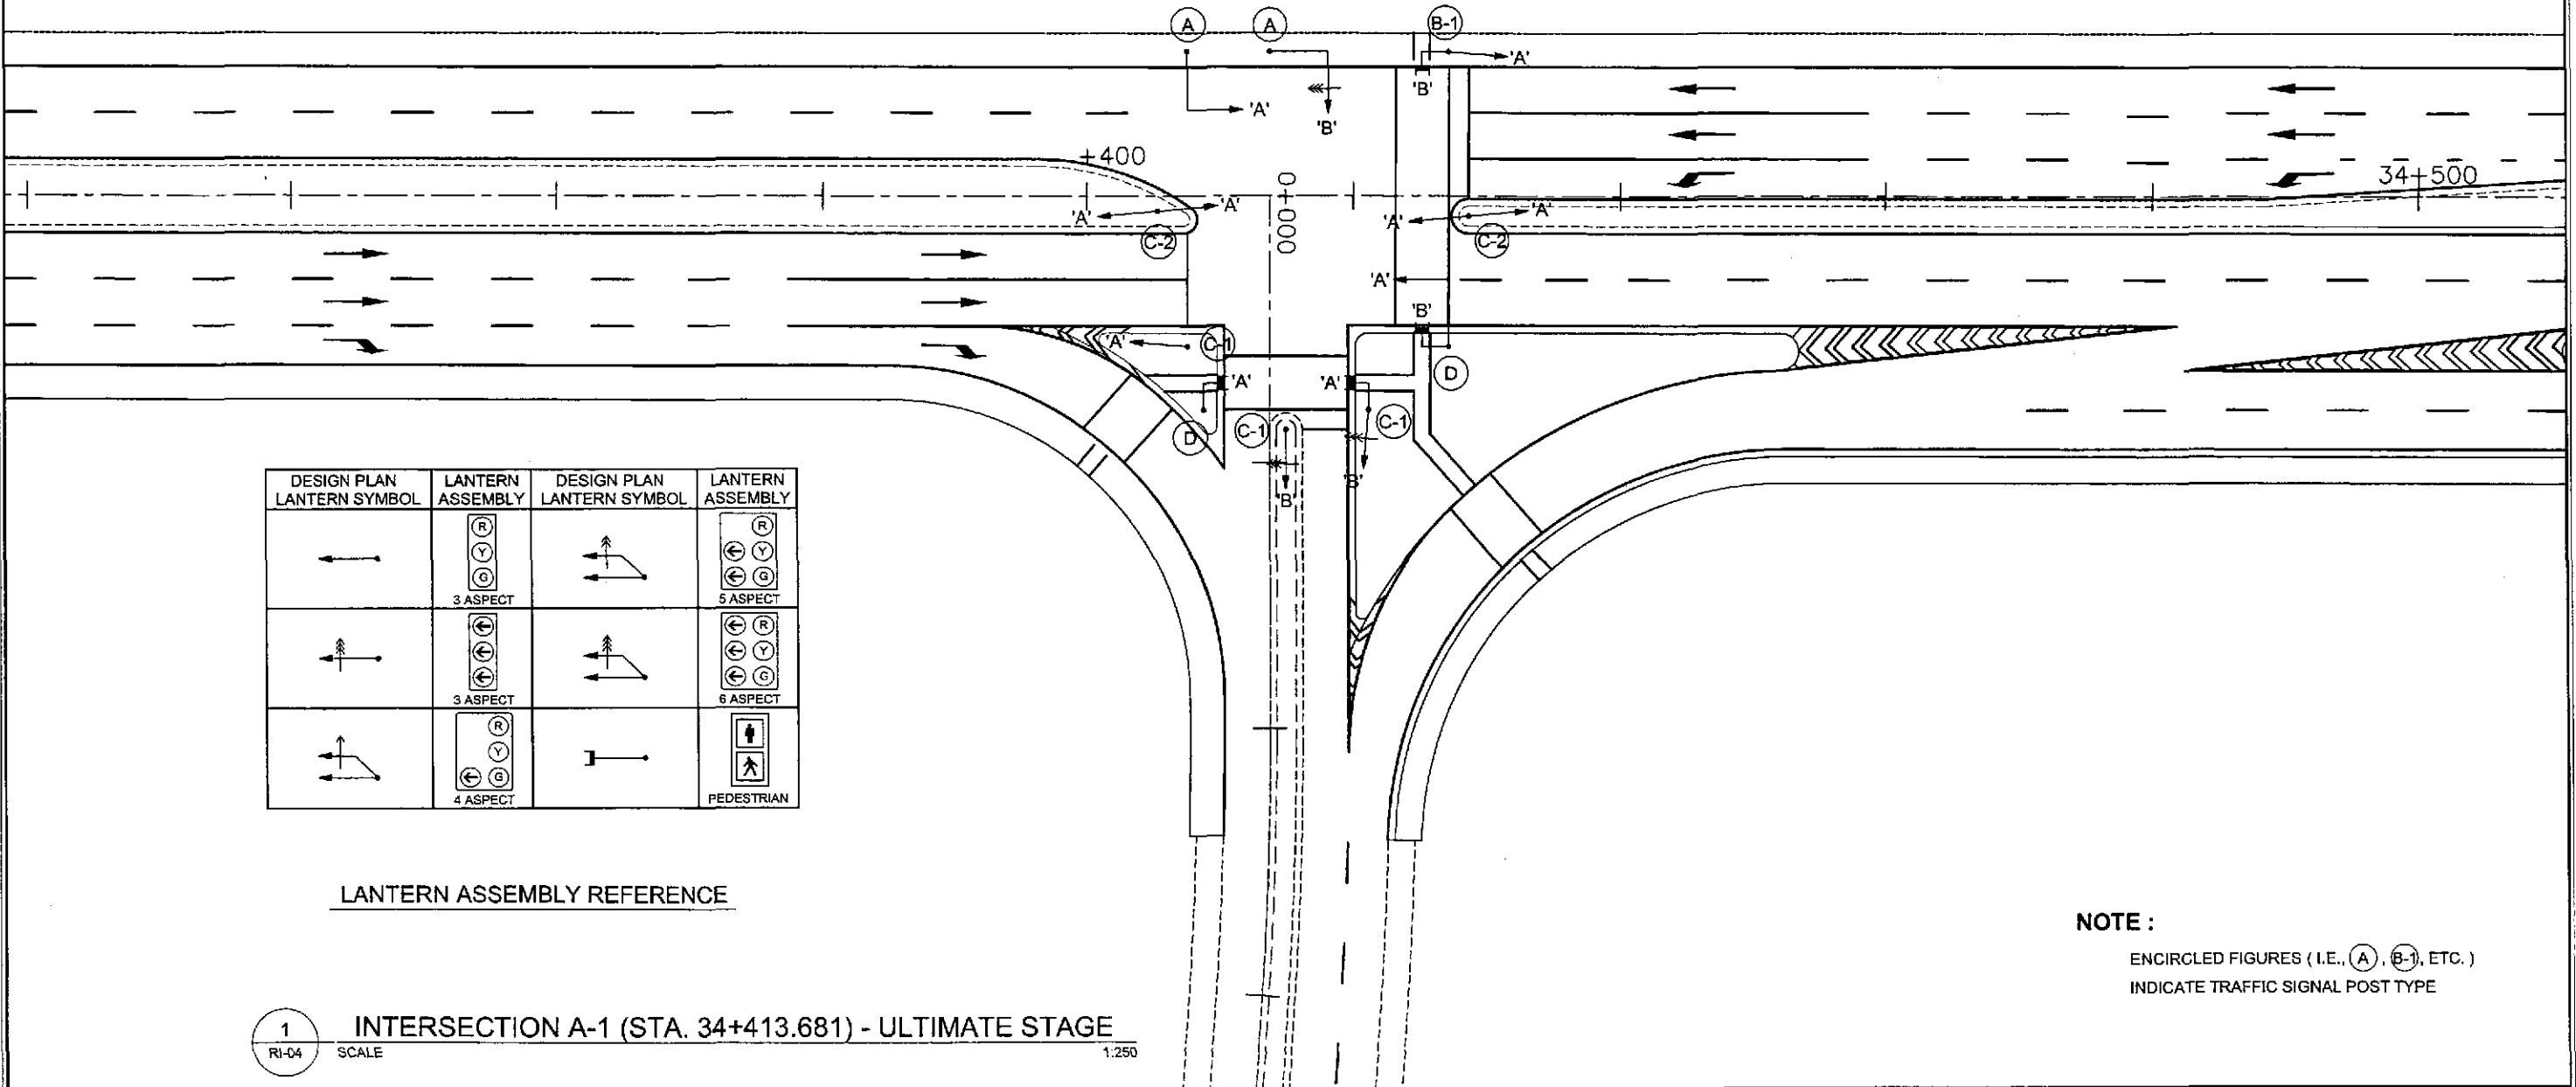 A
A
B-1
'A'
'B'
'A'
'B'
+400
0+000
34+500
'A'
'A'
C-2
'A'
'A'
C-2
'A'
'B'
'A'
C-1
D
'A'
'A'
D
C-1
C-1
'B'
'B'
DESIGN PLAN LANTERN SYMBOL
LANTERN ASSEMBLY
DESIGN PLAN LANTERN SYMBOL
LANTERN ASSEMBLY
R
Y
G
3 ASPECT
R
Y
G
5 ASPECT
3 ASPECT
R
Y
G
6 ASPECT
R
Y
G
4 ASPECT
PEDESTRIAN
LANTERN ASSEMBLY REFERENCE
NOTE :
ENCIRCLED FIGURES ( I.E., A , B-1, ETC. )
INDICATE TRAFFIC SIGNAL POST TYPE
1
RI-04
INTERSECTION A-1 (STA. 34+413.681) - ULTIMATE STAGE
SCALE 1:250